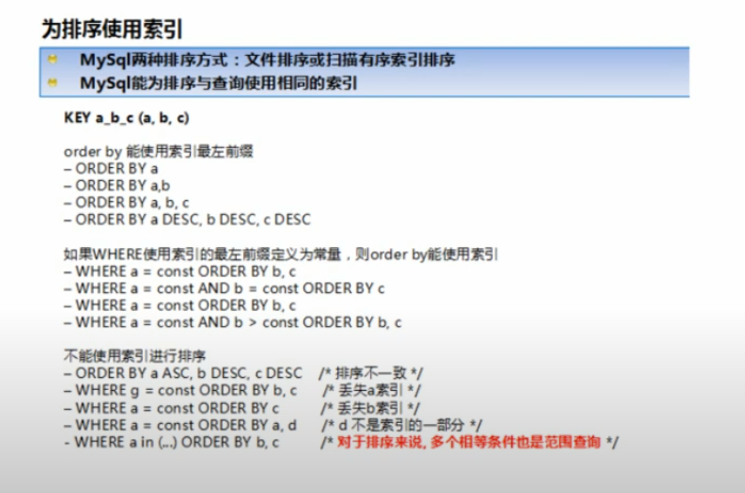 为排序使用索引
MySql两种排序方式：文件排序或扫描有序索引排序
MySql能为排序与查询使用相同的索引
KEY a_b_c (a, b, c)
order by 能使用索引最左前缀
– ORDER BY a
– ORDER BY a,b
– ORDER BY a, b, c
– ORDER BY a DESC, b DESC, c DESC
如果WHERE使用索引的最左前缀定义为常量，则order by能使用索引
– WHERE a = const ORDER BY b, c
– WHERE a = const AND b = const ORDER BY c
– WHERE a = const ORDER BY b, c
– WHERE a = const AND b > const ORDER BY b, c
不能使用索引进行排序
– ORDER BY a ASC, b DESC, c DESC /* 排序不一致 */
– WHERE g = const ORDER BY b, c /* 丢失a索引 */
– WHERE a = const ORDER BY c /* 丢失b索引 */
– WHERE a = const ORDER BY a, d /* d 不是索引的一部分 */
- WHERE a in (...) ORDER BY b, c /* 对于排序来说, 多个相等条件也是范围查询 */